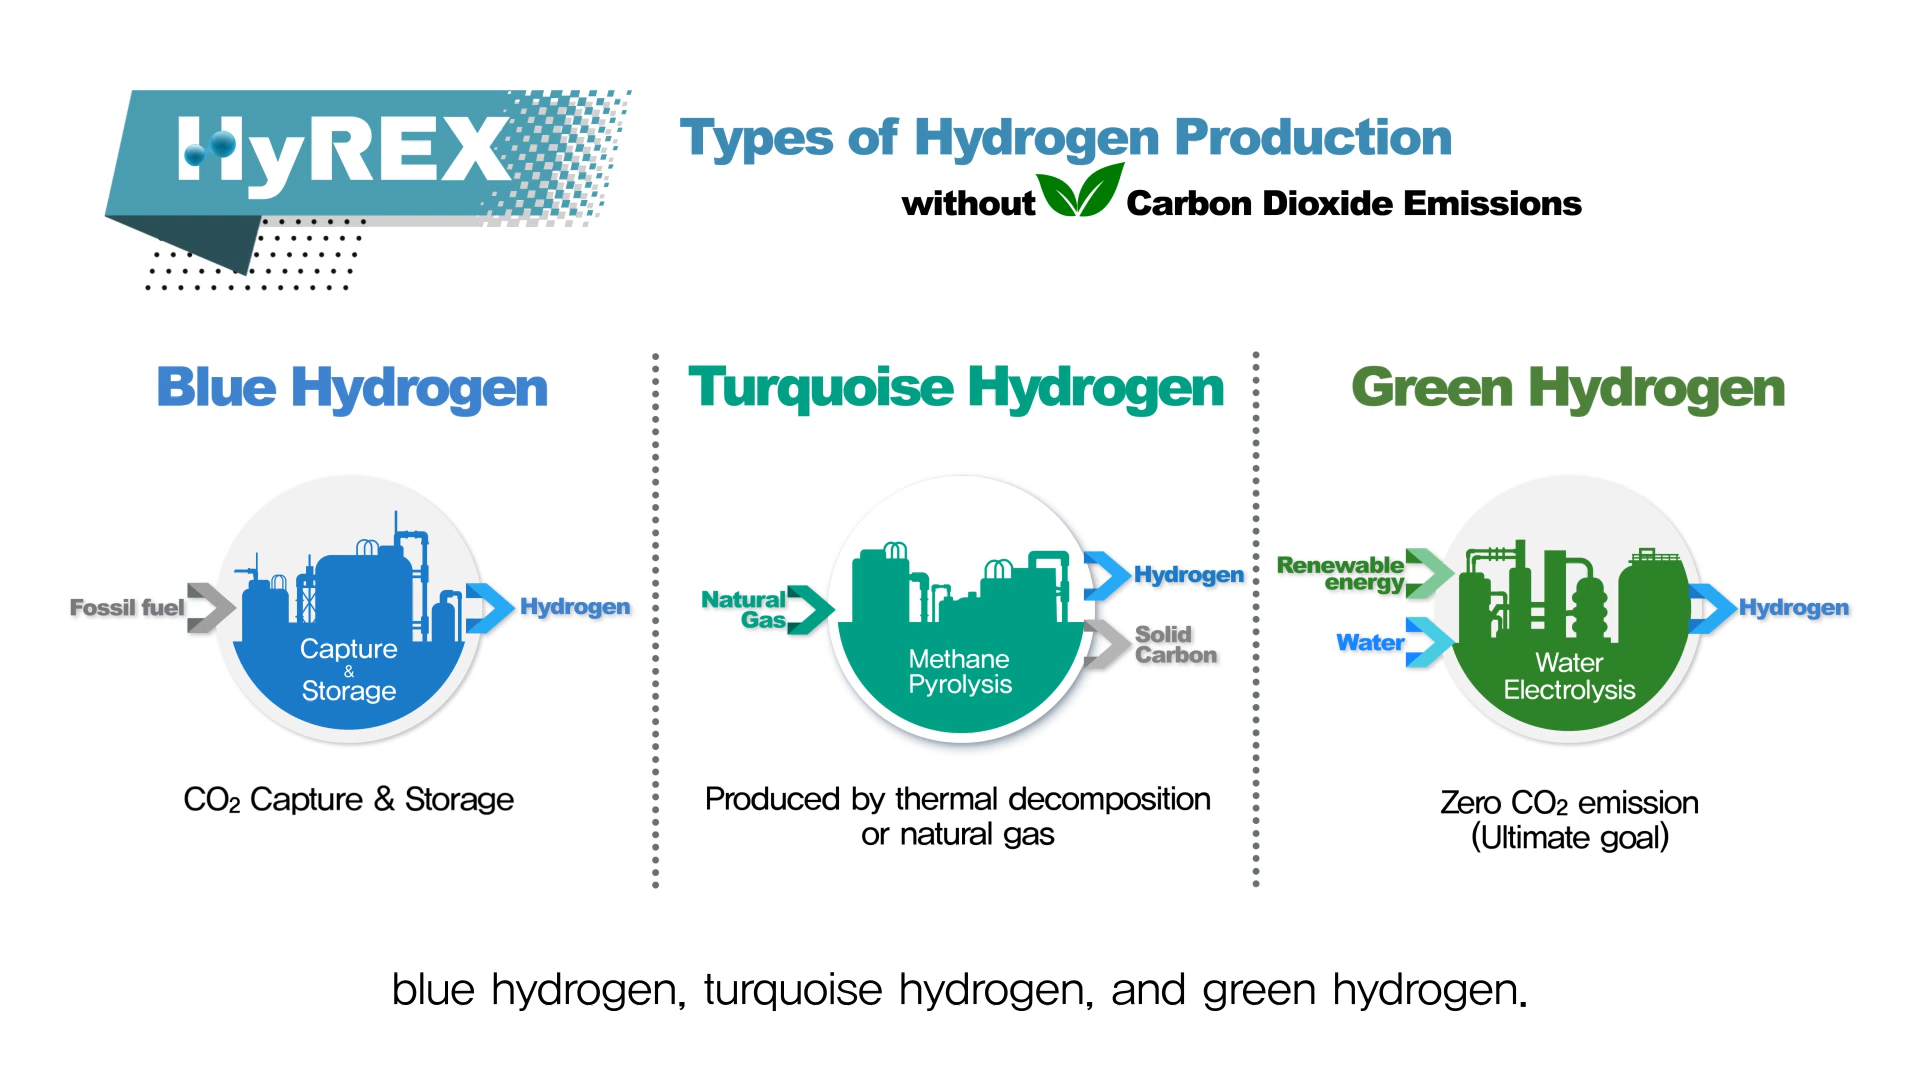 HyREX
Types of Hydrogen Production
without Carbon Dioxide Emissions
Blue Hydrogen
Fossil fuel
Capture
&
Storage
Hydrogen
CO₂ Capture & Storage
Turquoise Hydrogen
Natural
Gas
Methane
Pyrolysis
Hydrogen
Solid
Carbon
Produced by thermal decomposition
or natural gas
Green Hydrogen
Renewable
energy
Water
Water
Electrolysis
Hydrogen
Zero CO₂ emission
(Ultimate goal)
blue hydrogen, turquoise hydrogen, and green hydrogen.